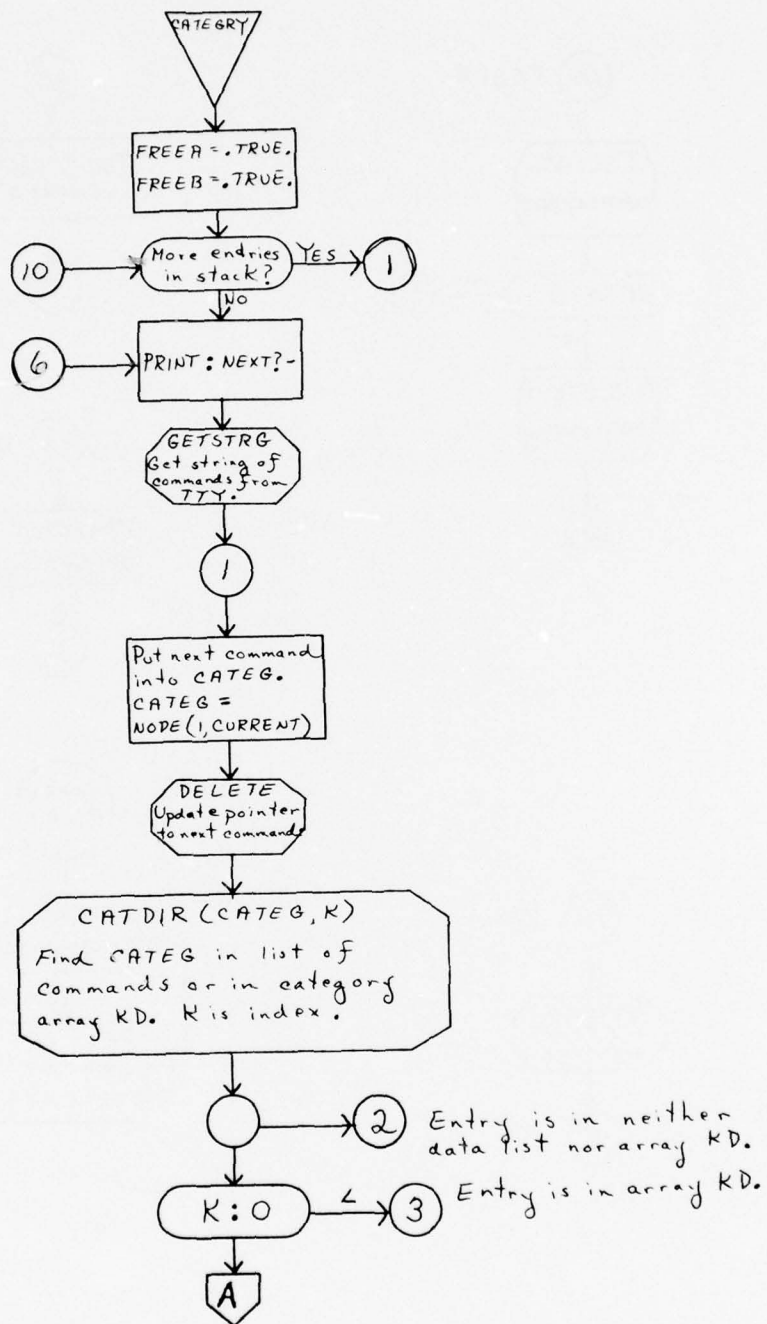 CATEGRY
FREEA = .TRUE.
FREEB = .TRUE.
10
More endries
in stack?
YES
1
NO
6
PRINT: NEXT?-
GETSTRG
Get string of
commands from
TTY.
1
Put next command
into CATEG.
CATEG =
NODE(1,CURRENT)
DELETE
Update pointer
to next command
CATDIR (CATEG, K)
Find CATEG in list of
commands or in category
array KD. K is index.
2
Entry is in neither
data list nor array KD.
K : 0
<
3
Entry is in array KD.
A